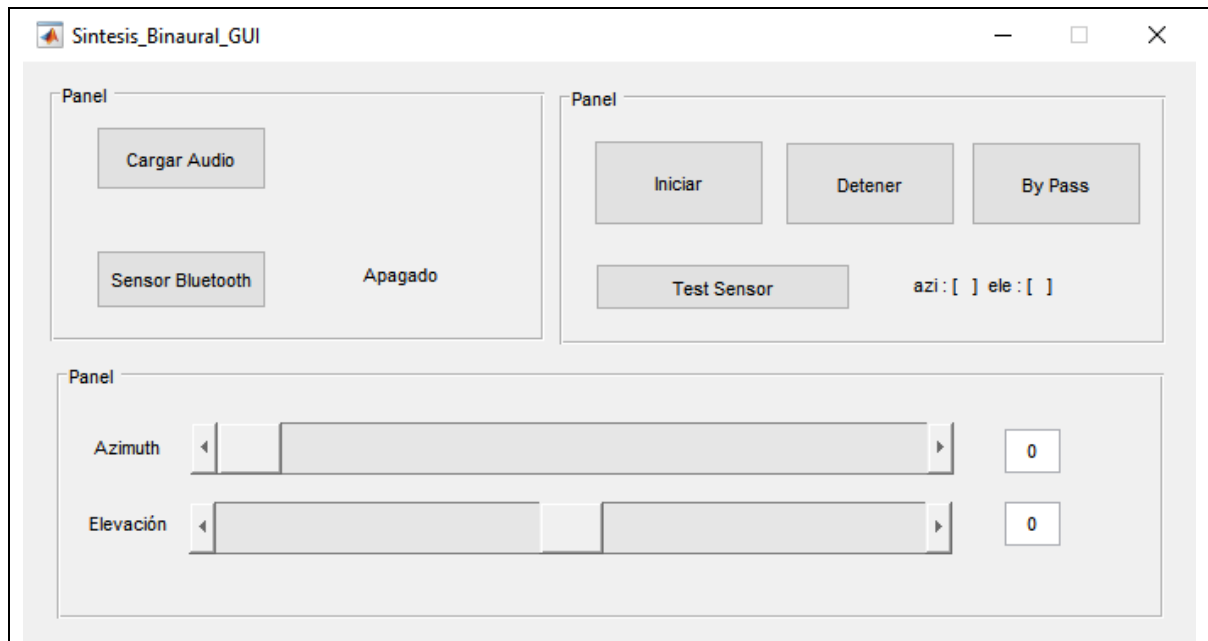 Sintesis_Binaural_GUI
Panel
Cargar Audio
Sensor Bluetooth
Apagado
Panel
Iniciar
Detener
By Pass
Test Sensor
azi : [ ] ele : [ ]
Panel
Azimuth
0
Elevación
0